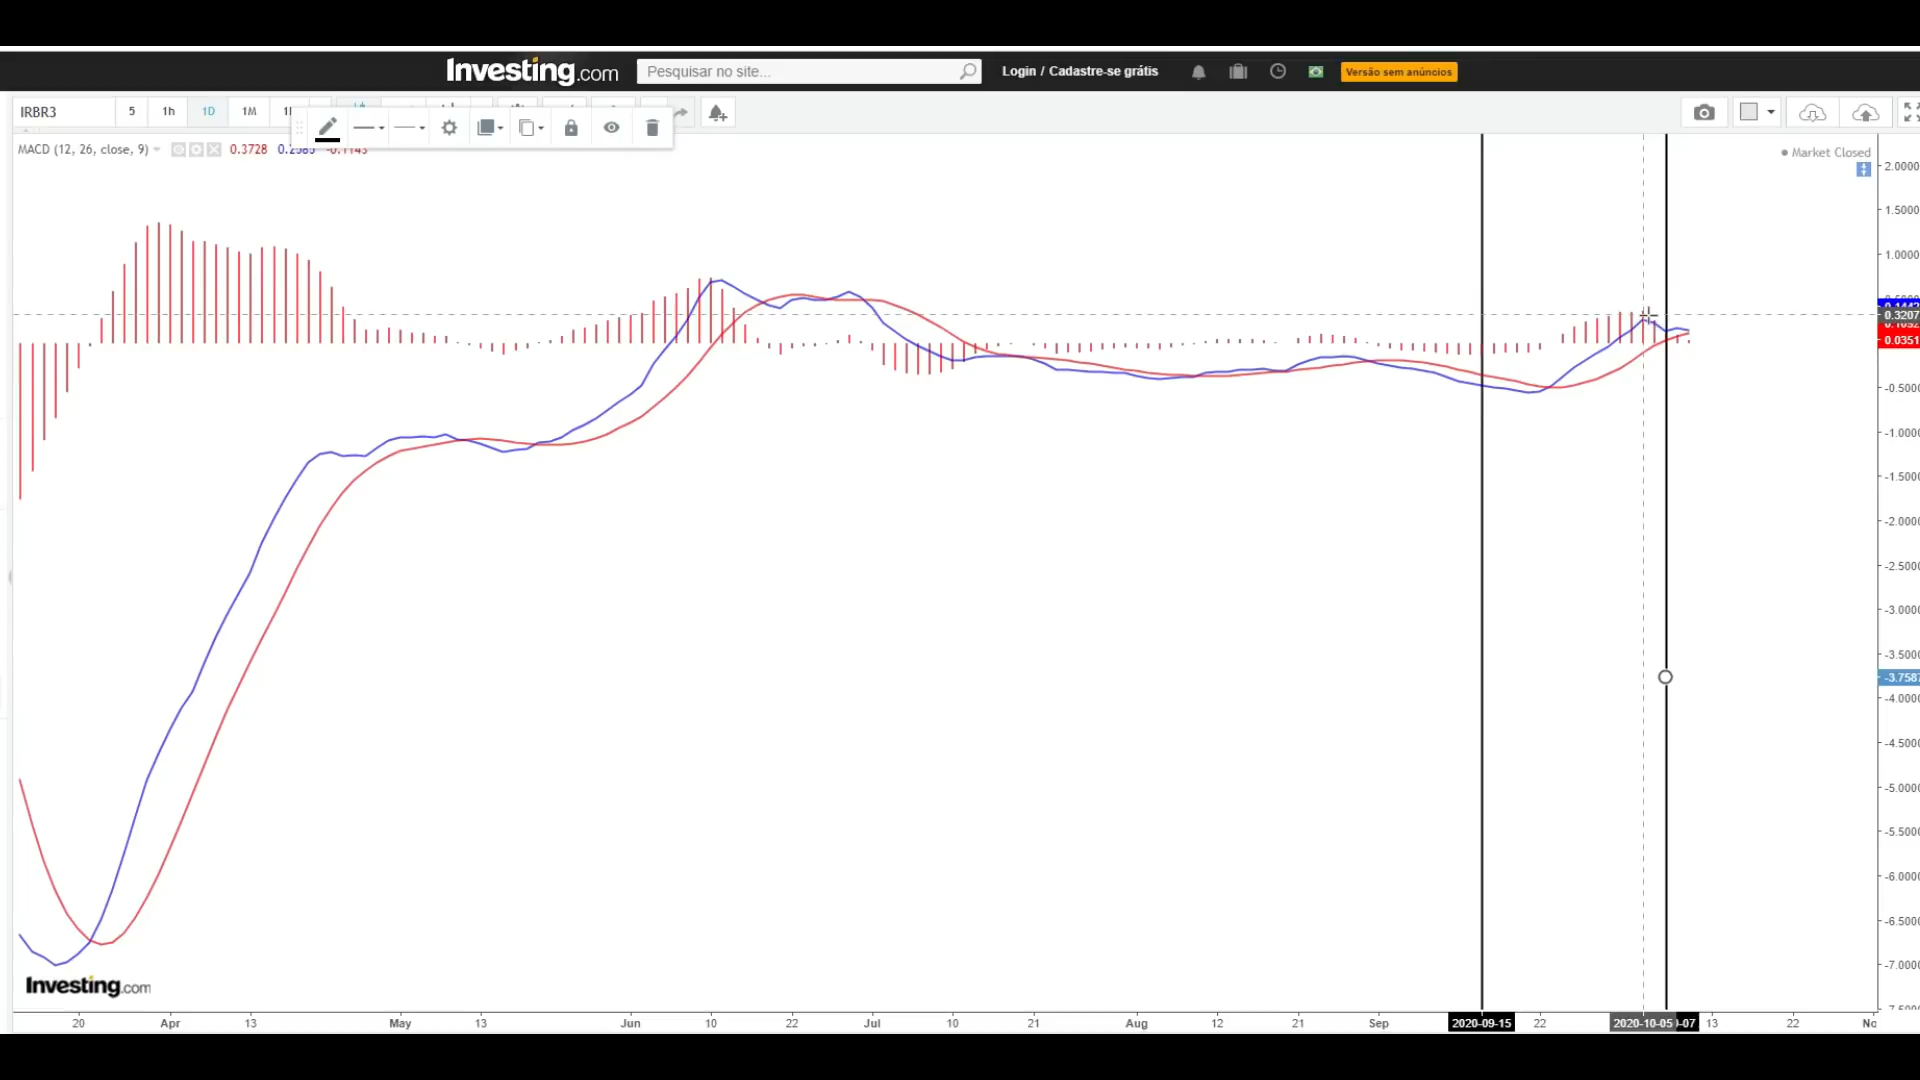 Investing.com
Pesquisar no site...
Login / Cadastre-se grátis
Versão sem anúncios
IRBR3
5
1h
1D
1M
MACD (12, 26, close, 9)
0.3728
Market Closed
2.0000
1.5000
1.0000
0.3207
0.0351
-0.5000
-1.0000
-1.5000
-2.0000
-2.5000
-3.0000
-3.5000
-3.7587
-4.0000
-4.5000
-5.0000
-5.5000
-6.0000
-6.5000
-7.0000
Investing.com
20 Apr 13 May 13 Jun 10 22 Jul 10 21 Aug 12 21 Sep 2020-09-15 22 2020-10-05 -07 13 22